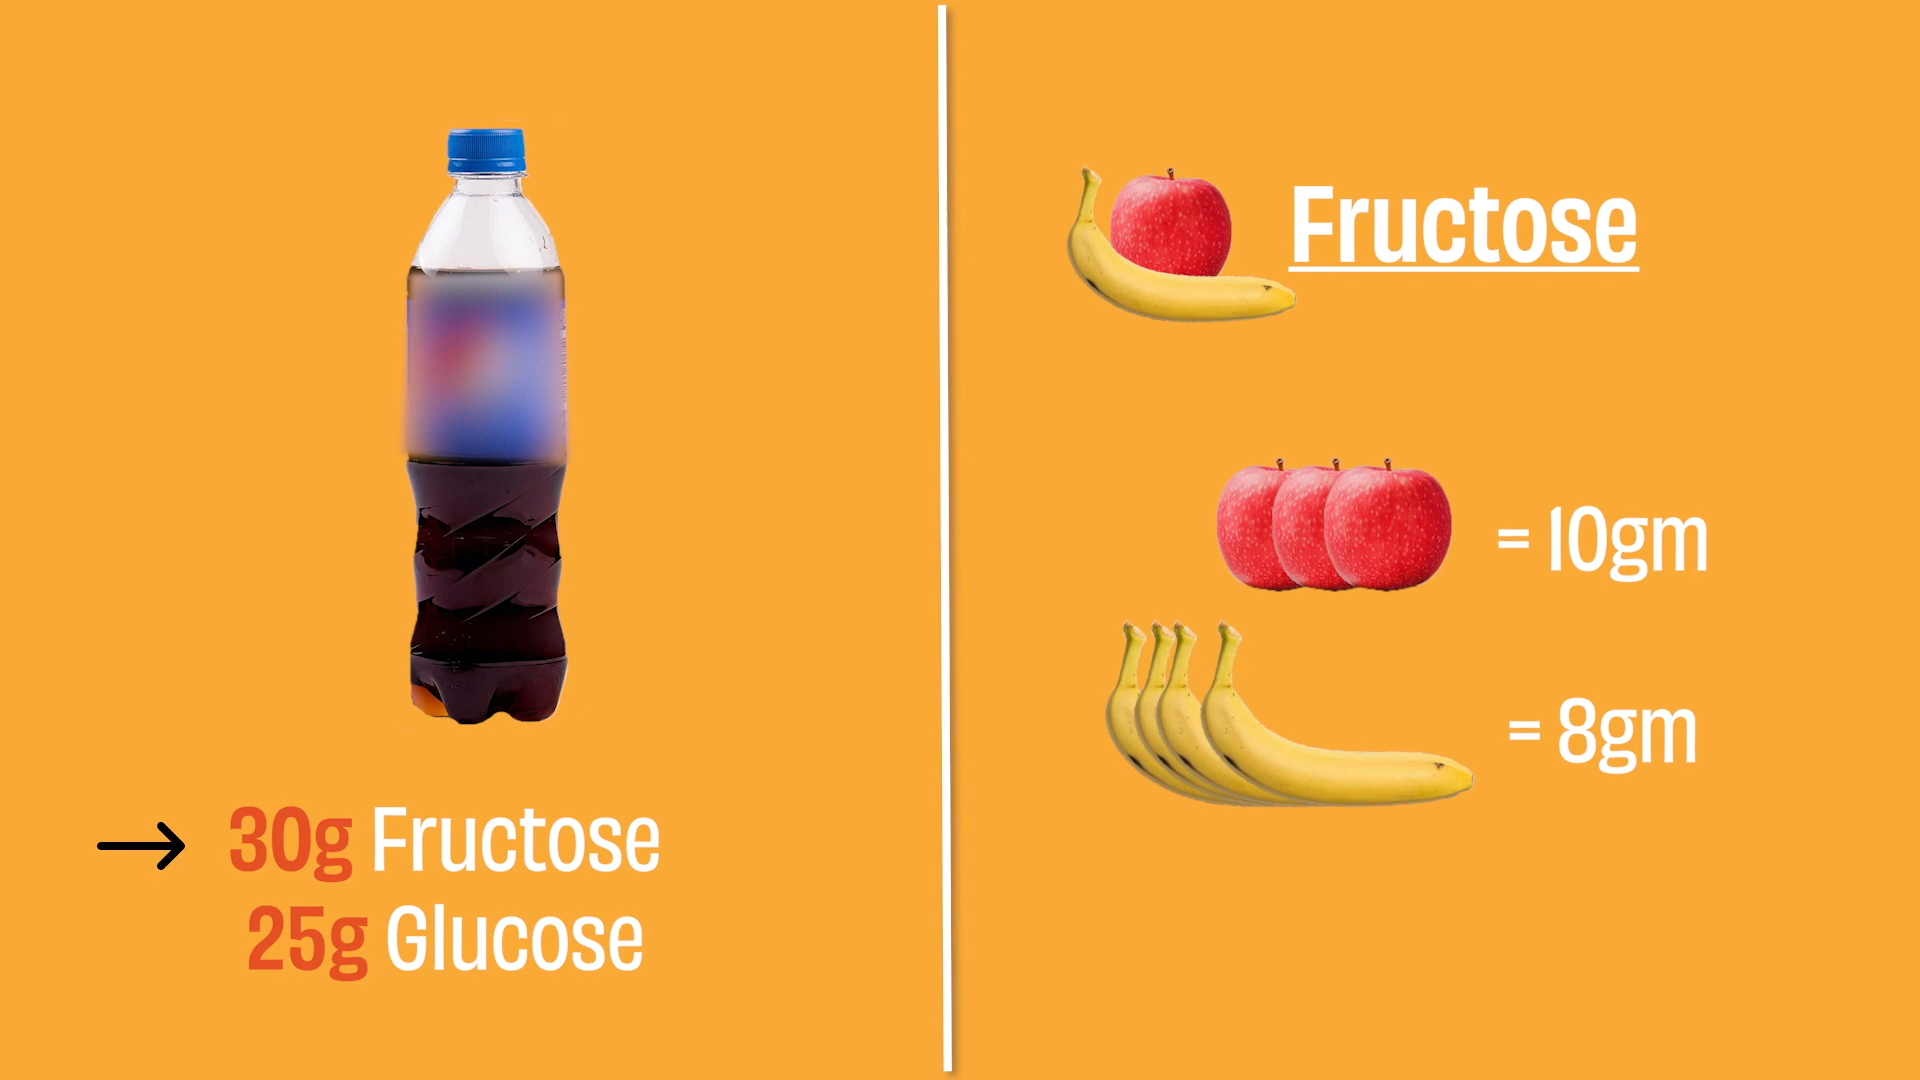 30g Fructose
25g Glucose
Fructose
= 10gm
= 8gm